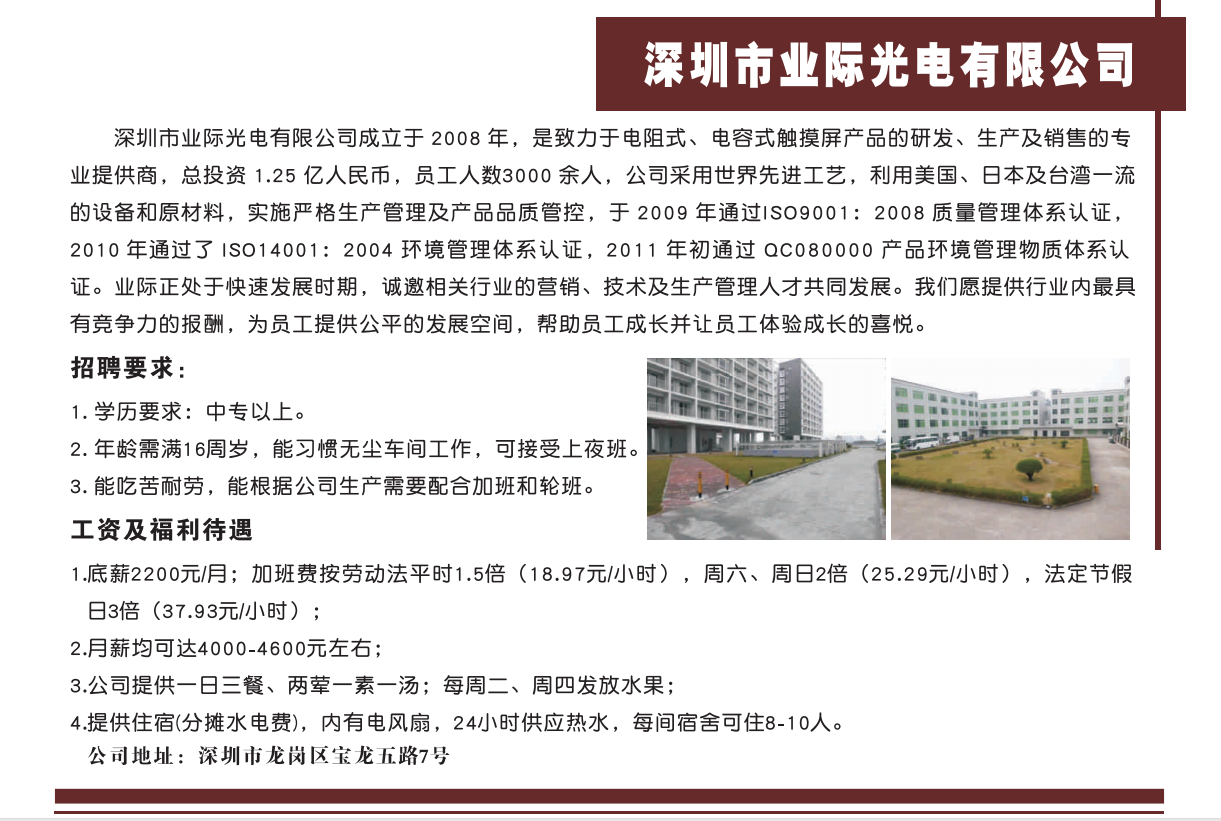 深圳市业际光电有限公司
深圳市业际光电有限公司成立于 2008 年，是致力于电阻式、电容式触摸屏产品的研发、生产及销售的专
业提供商，总投资 1.25 亿人民币，员工人数3000 余人，公司采用世界先进工艺，利用美国、日本及台湾一流
的设备和原材料，实施严格生产管理及产品品质管控，于 2009 年通过ISO9001：2008 质量管理体系认证，
2010 年通过了 ISO14001：2004 环境管理体系认证，2011 年初通过 QC080000 产品环境管理物质体系认
证。业际正处于快速发展时期，诚邀相关行业的营销、技术及生产管理人才共同发展。我们愿提供行业内最具
有竞争力的报酬，为员工提供公平的发展空间，帮助员工成长并让员工体验成长的喜悦。
招聘要求：
1. 学历要求：中专以上。
2. 年龄需满16周岁，能习惯无尘车间工作，可接受上夜班。
3. 能吃苦耐劳，能根据公司生产需要配合加班和轮班。
工资及福利待遇
1.底薪2200元/月；加班费按劳动法平时1.5倍（18.97元/小时），周六、周日2倍（25.29元/小时），法定节假
日3倍（37.93元/小时）；
2.月薪均可达4000-4600元左右；
3.公司提供一日三餐、两荤一素一汤；每周二、周四发放水果；
4.提供住宿(分摊水电费)，内有电风扇，24小时供应热水，每间宿舍可住8-10人。
公司地址：深圳市龙岗区宝龙五路7号